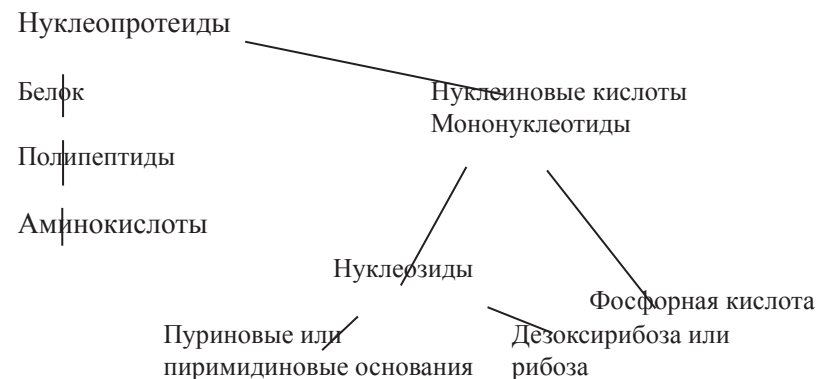 Нуклеопротеиды
Белок
Нуклеиновые кислоты
Мононуклеотиды
Полипептиды
Аминокислоты
Нуклеозиды
Фосфорная кислота
Пуриновые или
пиримидиновые основания
Дезоксирибоза или
рибоза